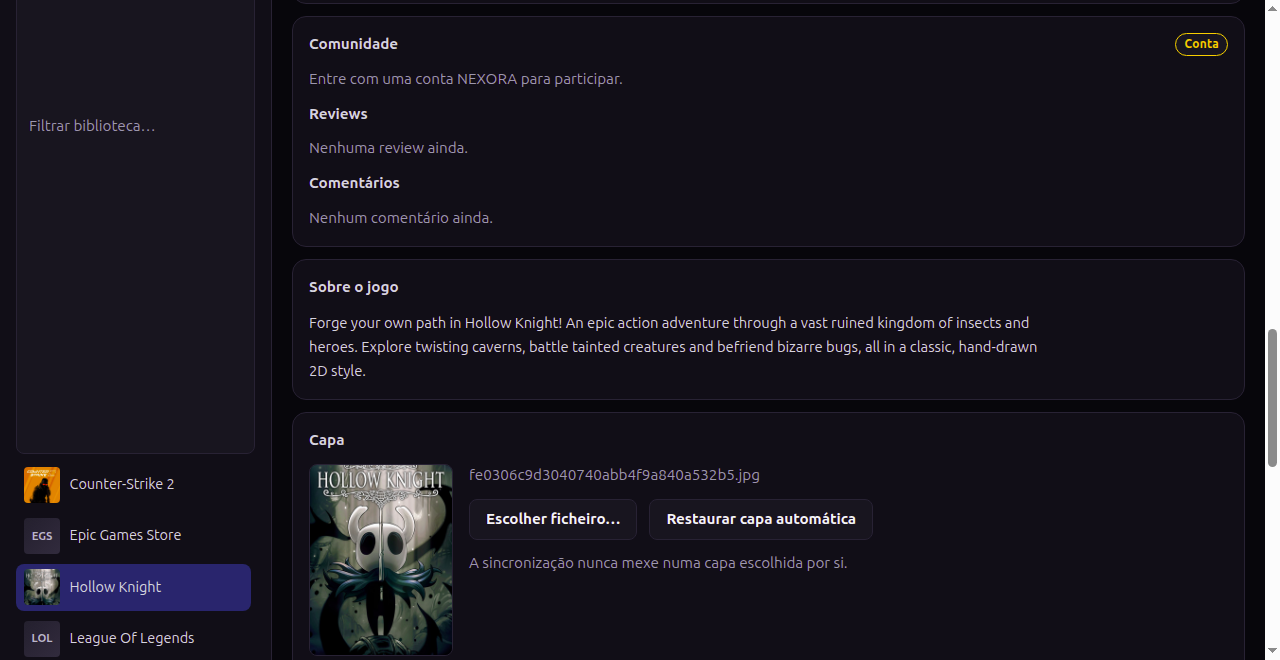 Filtrar biblioteca…
Counter-Strike 2
EGS
Epic Games Store
Hollow Knight
LOL
League Of Legends
Comunidade
Conta
Entre com uma conta NEXORA para participar.
Reviews
Nenhuma review ainda.
Comentários
Nenhum comentário ainda.
Sobre o jogo
Forge your own path in Hollow Knight! An epic action adventure through a vast ruined kingdom of insects and
heroes. Explore twisting caverns, battle tainted creatures and befriend bizarre bugs, all in a classic, hand-drawn
2D style.
Capa
HOLLOW KNIGHT
fe0306c9d3040740abb4f9a840a532b5.jpg
Escolher ficheiro…
Restaurar capa automática
A sincronização nunca mexe numa capa escolhida por si.